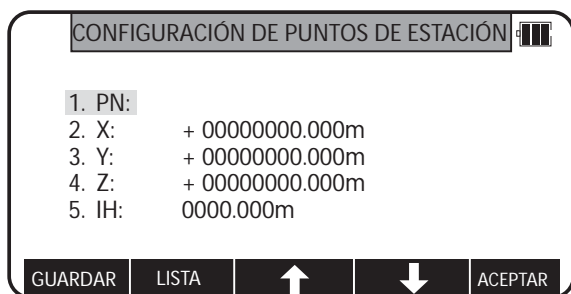 CONFIGURACIÓN DE PUNTOS DE ESTACIÓN
1. PN:
2. X: + 00000000.000m
3. Y: + 00000000.000m
4. Z: + 00000000.000m
5. IH: 0000.000m
GUARDAR LISTA ACEPTAR